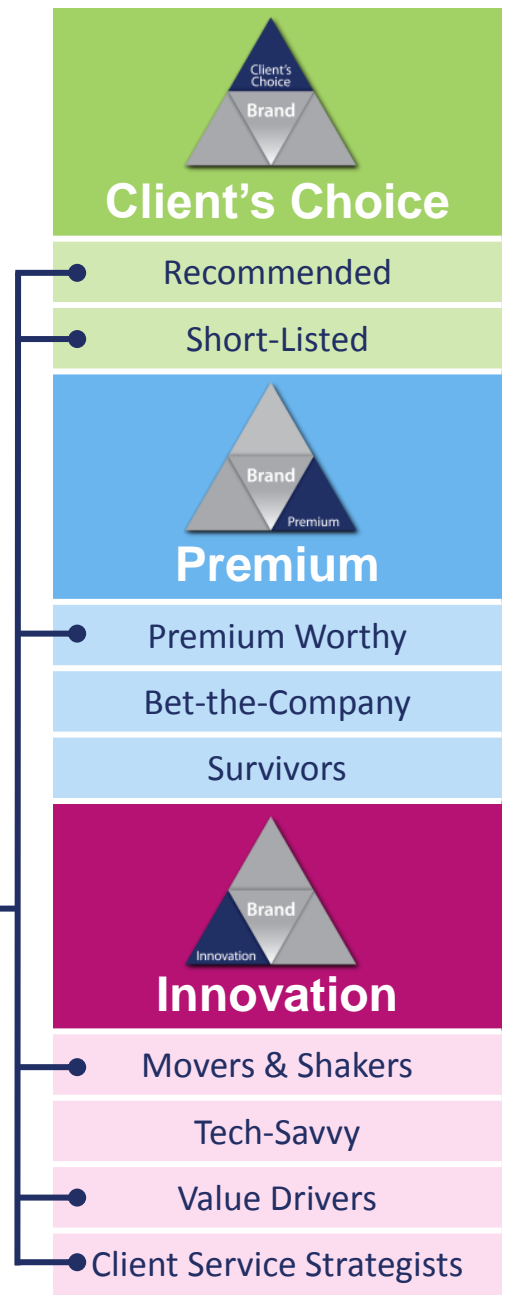 Client's
Choice
Brand
Client's Choice
Recommended
Short-Listed
Brand
Premium
Premium
Premium Worthy
Bet-the-Company
Survivors
Brand
Innovation
Innovation
Movers & Shakers
Tech-Savvy
Value Drivers
Client Service Strategists